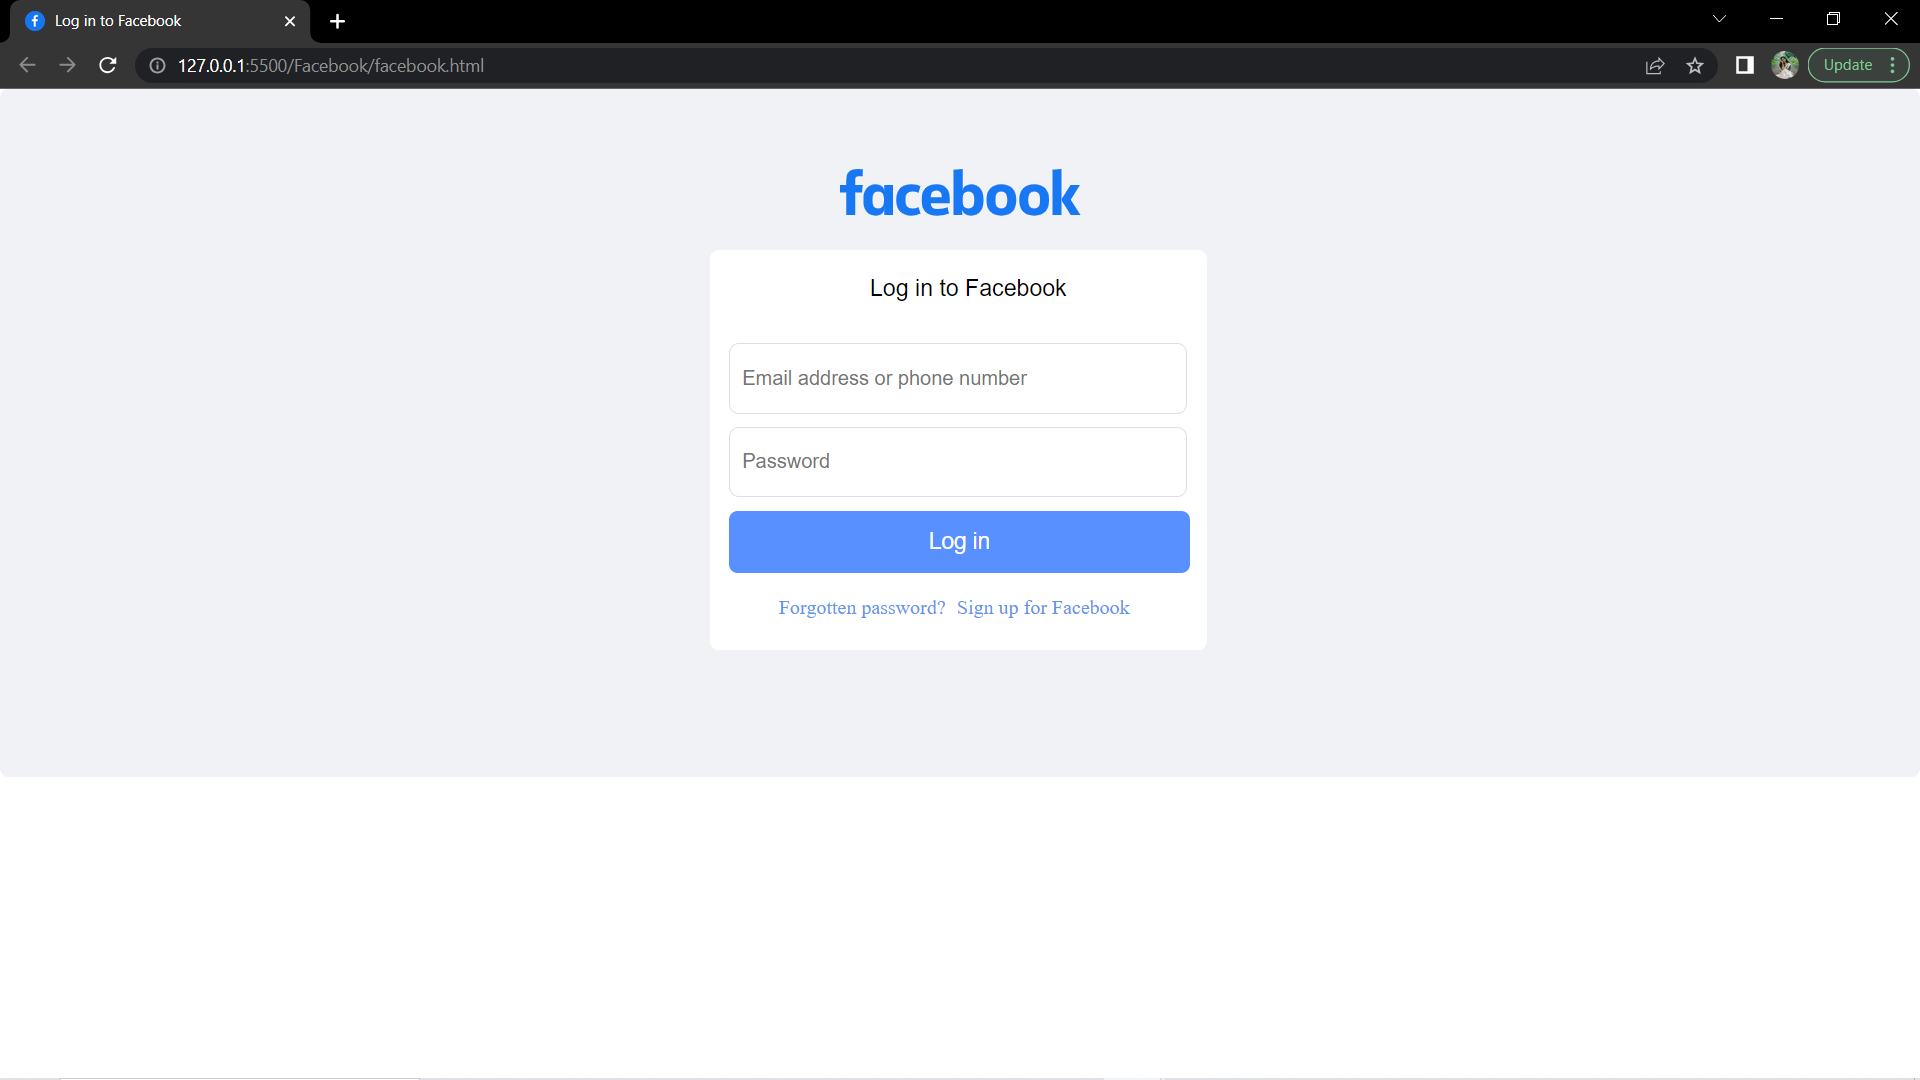 Log in to Facebook
127.0.0.1:5500/Facebook/facebook.html
Update
facebook
Log in to Facebook
Email address or phone number
Password
Log in
Forgotten password? Sign up for Facebook